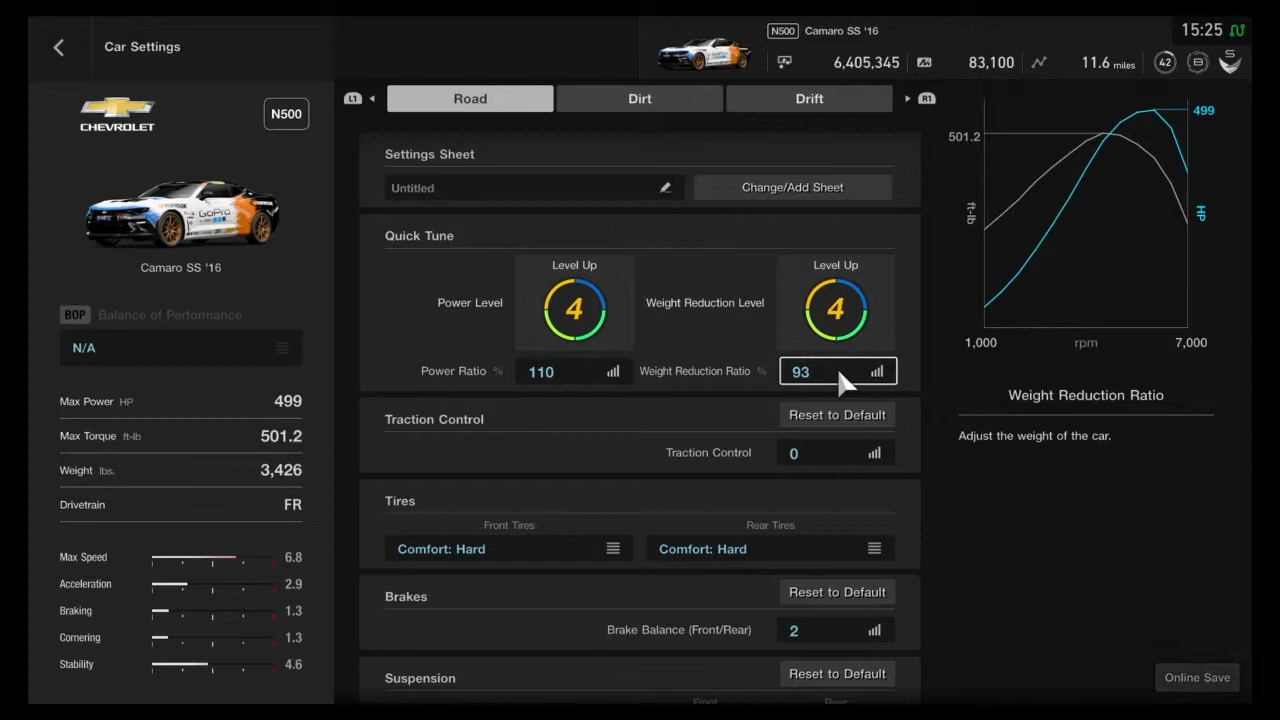 Car Settings
N500 Camaro SS '16
6,405,345 83,100 11.6 miles 42 B S
15:25
CHEVROLET
N500
GoPro
Camaro SS '16
BOP Balance of Performance
N/A
Max Power HP 499
Max Torque ft-lb 501.2
Weight lbs. 3,426
Drivetrain FR
Max Speed 6.8
Acceleration 2.9
Braking 1.3
Cornering 1.3
Stability 4.6
L1 Road Dirt Drift R1
Settings Sheet
Untitled Change/Add Sheet
Quick Tune
Level Up Level Up
Power Level 4 Weight Reduction Level 4
Power Ratio % 110 Weight Reduction Ratio % 93
Traction Control Reset to Default
Traction Control 0
Tires
Front Tires Rear Tires
Comfort: Hard Comfort: Hard
Brakes Reset to Default
Brake Balance (Front/Rear) 2
Suspension Reset to Default
Front Rear
499
501.2
ft-lb HP
1,000 rpm 7,000
Weight Reduction Ratio
Adjust the weight of the car.
Online Save